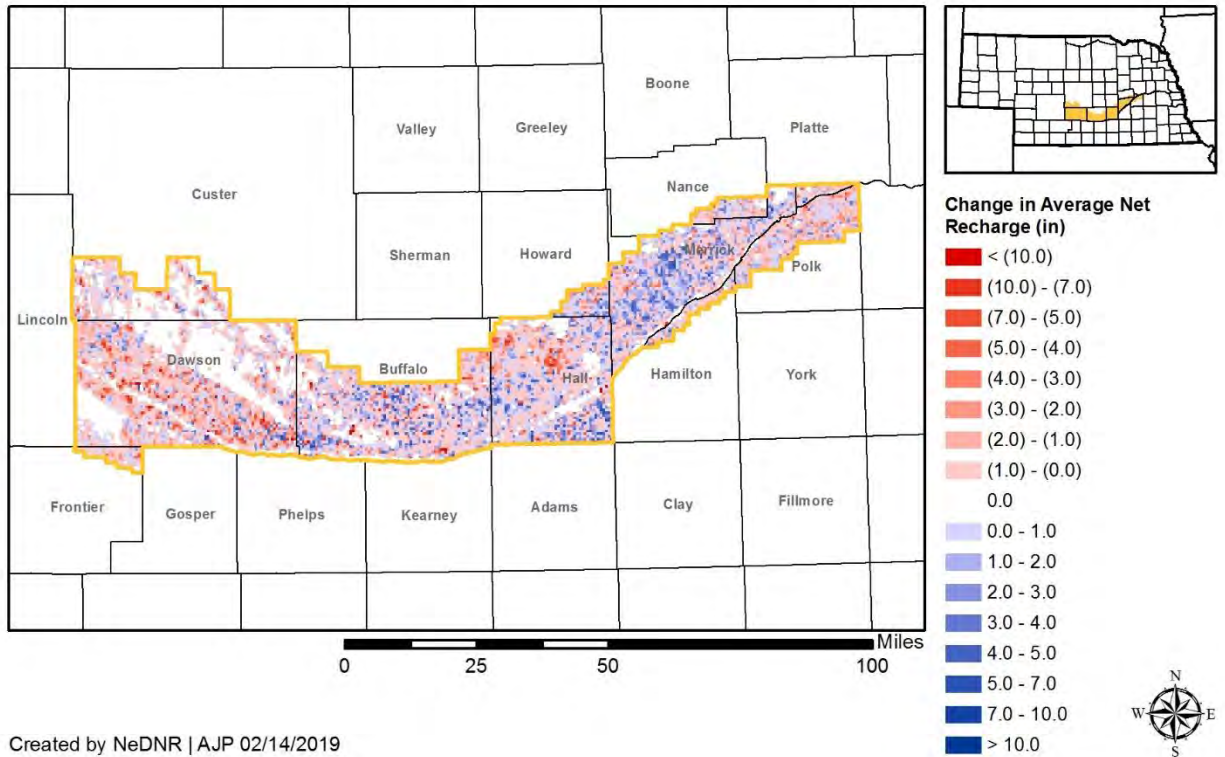 Boone
Valley
Greeley
Platte
Custer
Nance
Sherman
Howard
Merrick
Polk
Lincoln
Dawson
Buffalo
Hall
Hamilton
York
Frontier
Gosper
Phelps
Kearney
Adams
Clay
Fillmore
Miles
0
25
50
100
Created by NeDNR | AJP 02/14/2019
Change in Average Net
Recharge (in)
< (10.0)
(10.0) - (7.0)
(7.0) - (5.0)
(5.0) - (4.0)
(4.0) - (3.0)
(3.0) - (2.0)
(2.0) - (1.0)
(1.0) - (0.0)
0.0
0.0 - 1.0
1.0 - 2.0
2.0 - 3.0
3.0 - 4.0
4.0 - 5.0
5.0 - 7.0
7.0 - 10.0
> 10.0
N
W
E
S